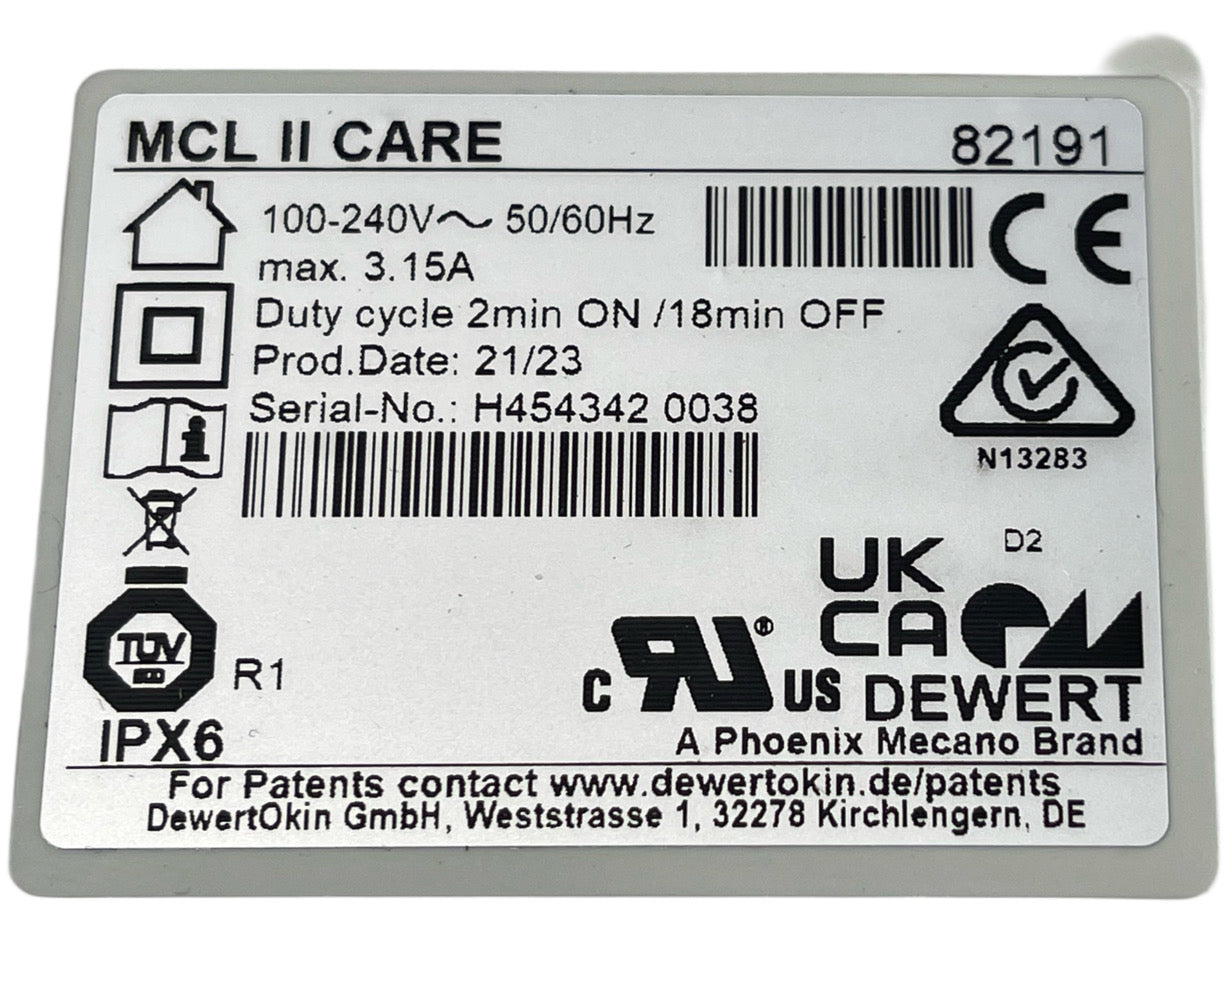 MCL II CARE 82191
100-240V~ 50/60Hz
max. 3.15A
Duty cycle 2min ON /18min OFF
Prod.Date: 21/23
Serial-No.: H454342 0038
CE
N13283
i
D2
UK
CA
TÜV
R1
c RU® US
DEWERT
IPX6
A Phoenix Mecano Brand
For Patents contact www.dewertokin.de/patents
DewertOkin GmbH, Weststrasse 1, 32278 Kirchlengern, DE